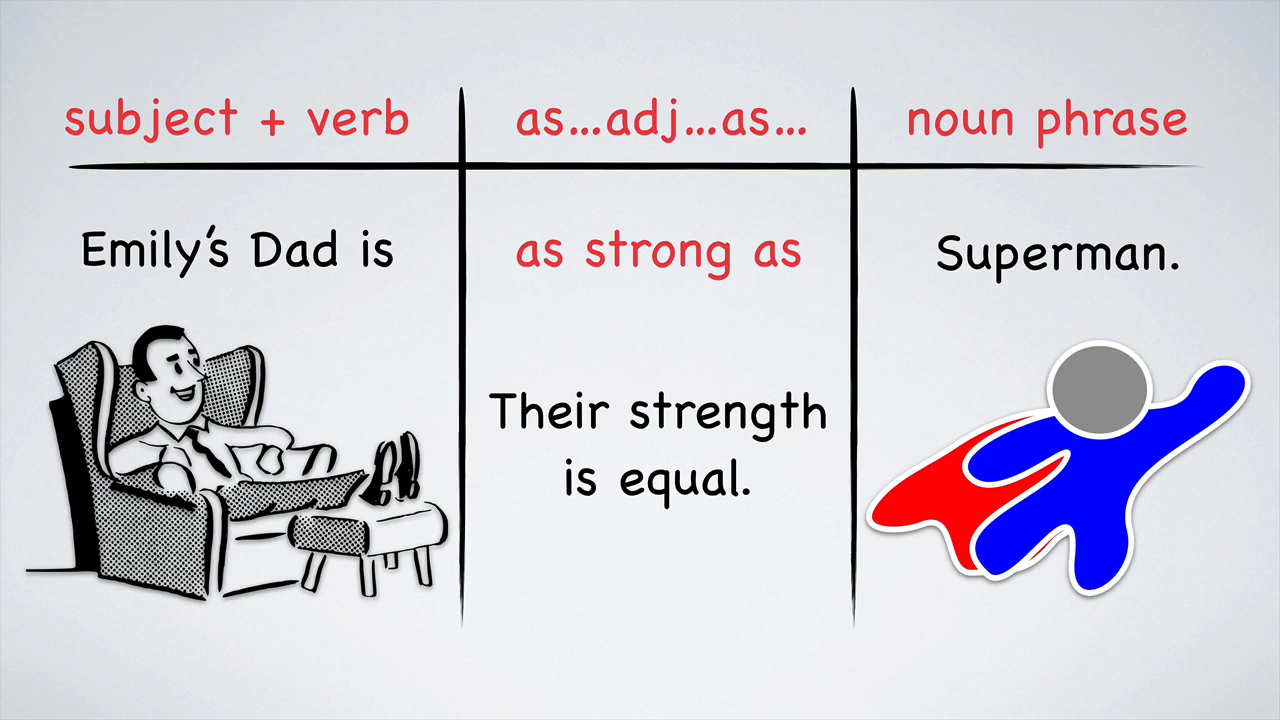 subject + verb
as...adj...as...
noun phrase
Emily's Dad is
as strong as
Superman.
Their strength
is equal.